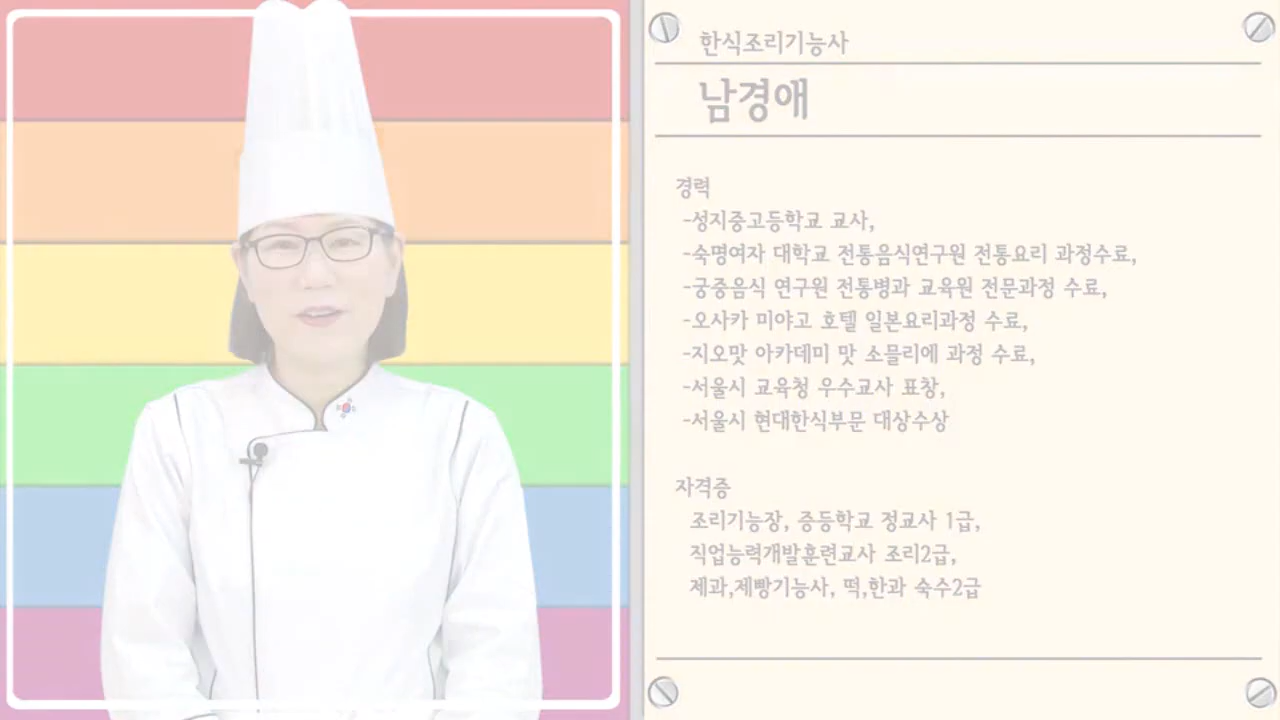 한식조리기능사
남경애
경력
-성지중고등학교 교사,
-숙명여자 대학교 전통음식연구원 전통요리 과정수료,
-궁중음식 연구원 전통병과 교육원 전문과정 수료,
-오사카 미야고 호텔 일본요리과정 수료,
-지오맛 아카데미 맛 소믈리에 과정 수료,
-서울시 교육청 우수교사 표창,
-서울시 현대한식부문 대상수상
자격증
조리기능장, 중등학교 정교사 1급,
직업능력개발훈련교사 조리2급,
제과,제빵기능사, 떡,한과 숙수2급